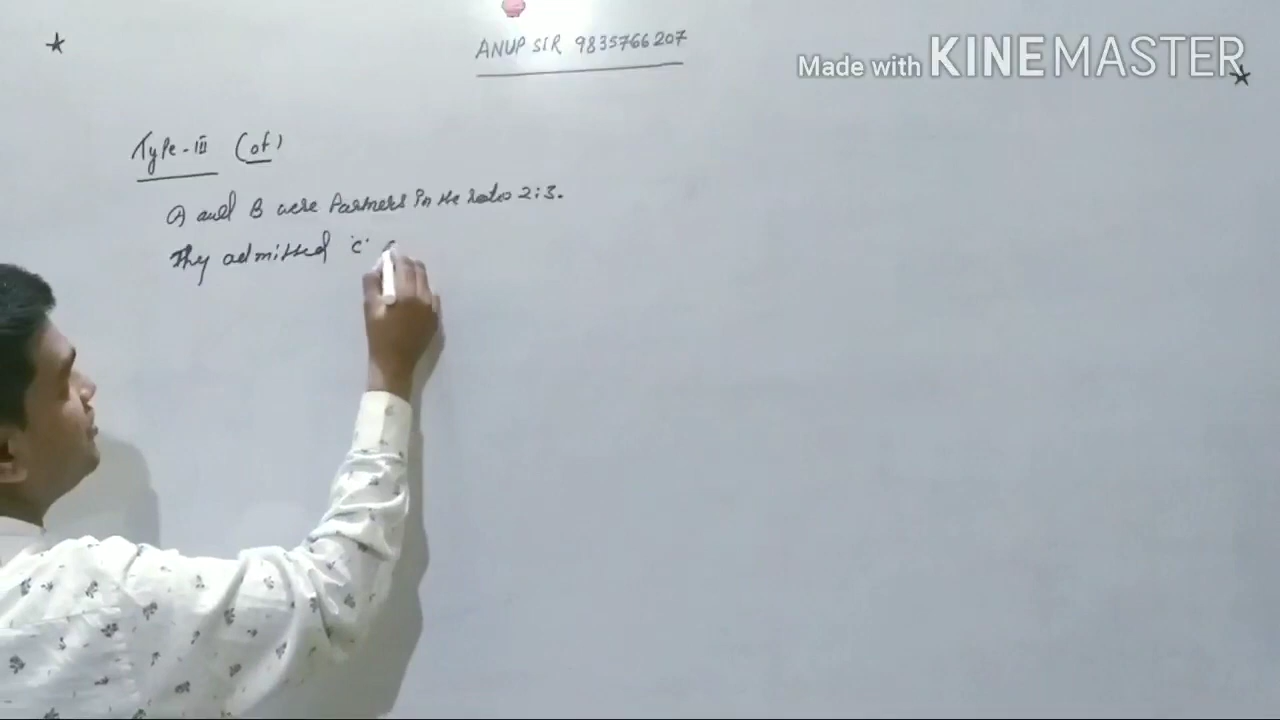 ANUP SIR 9835766207
Made with KINEMASTER
Type-III (of)
A and B were Partners in the ratio 2:3.
They admitted 'C'